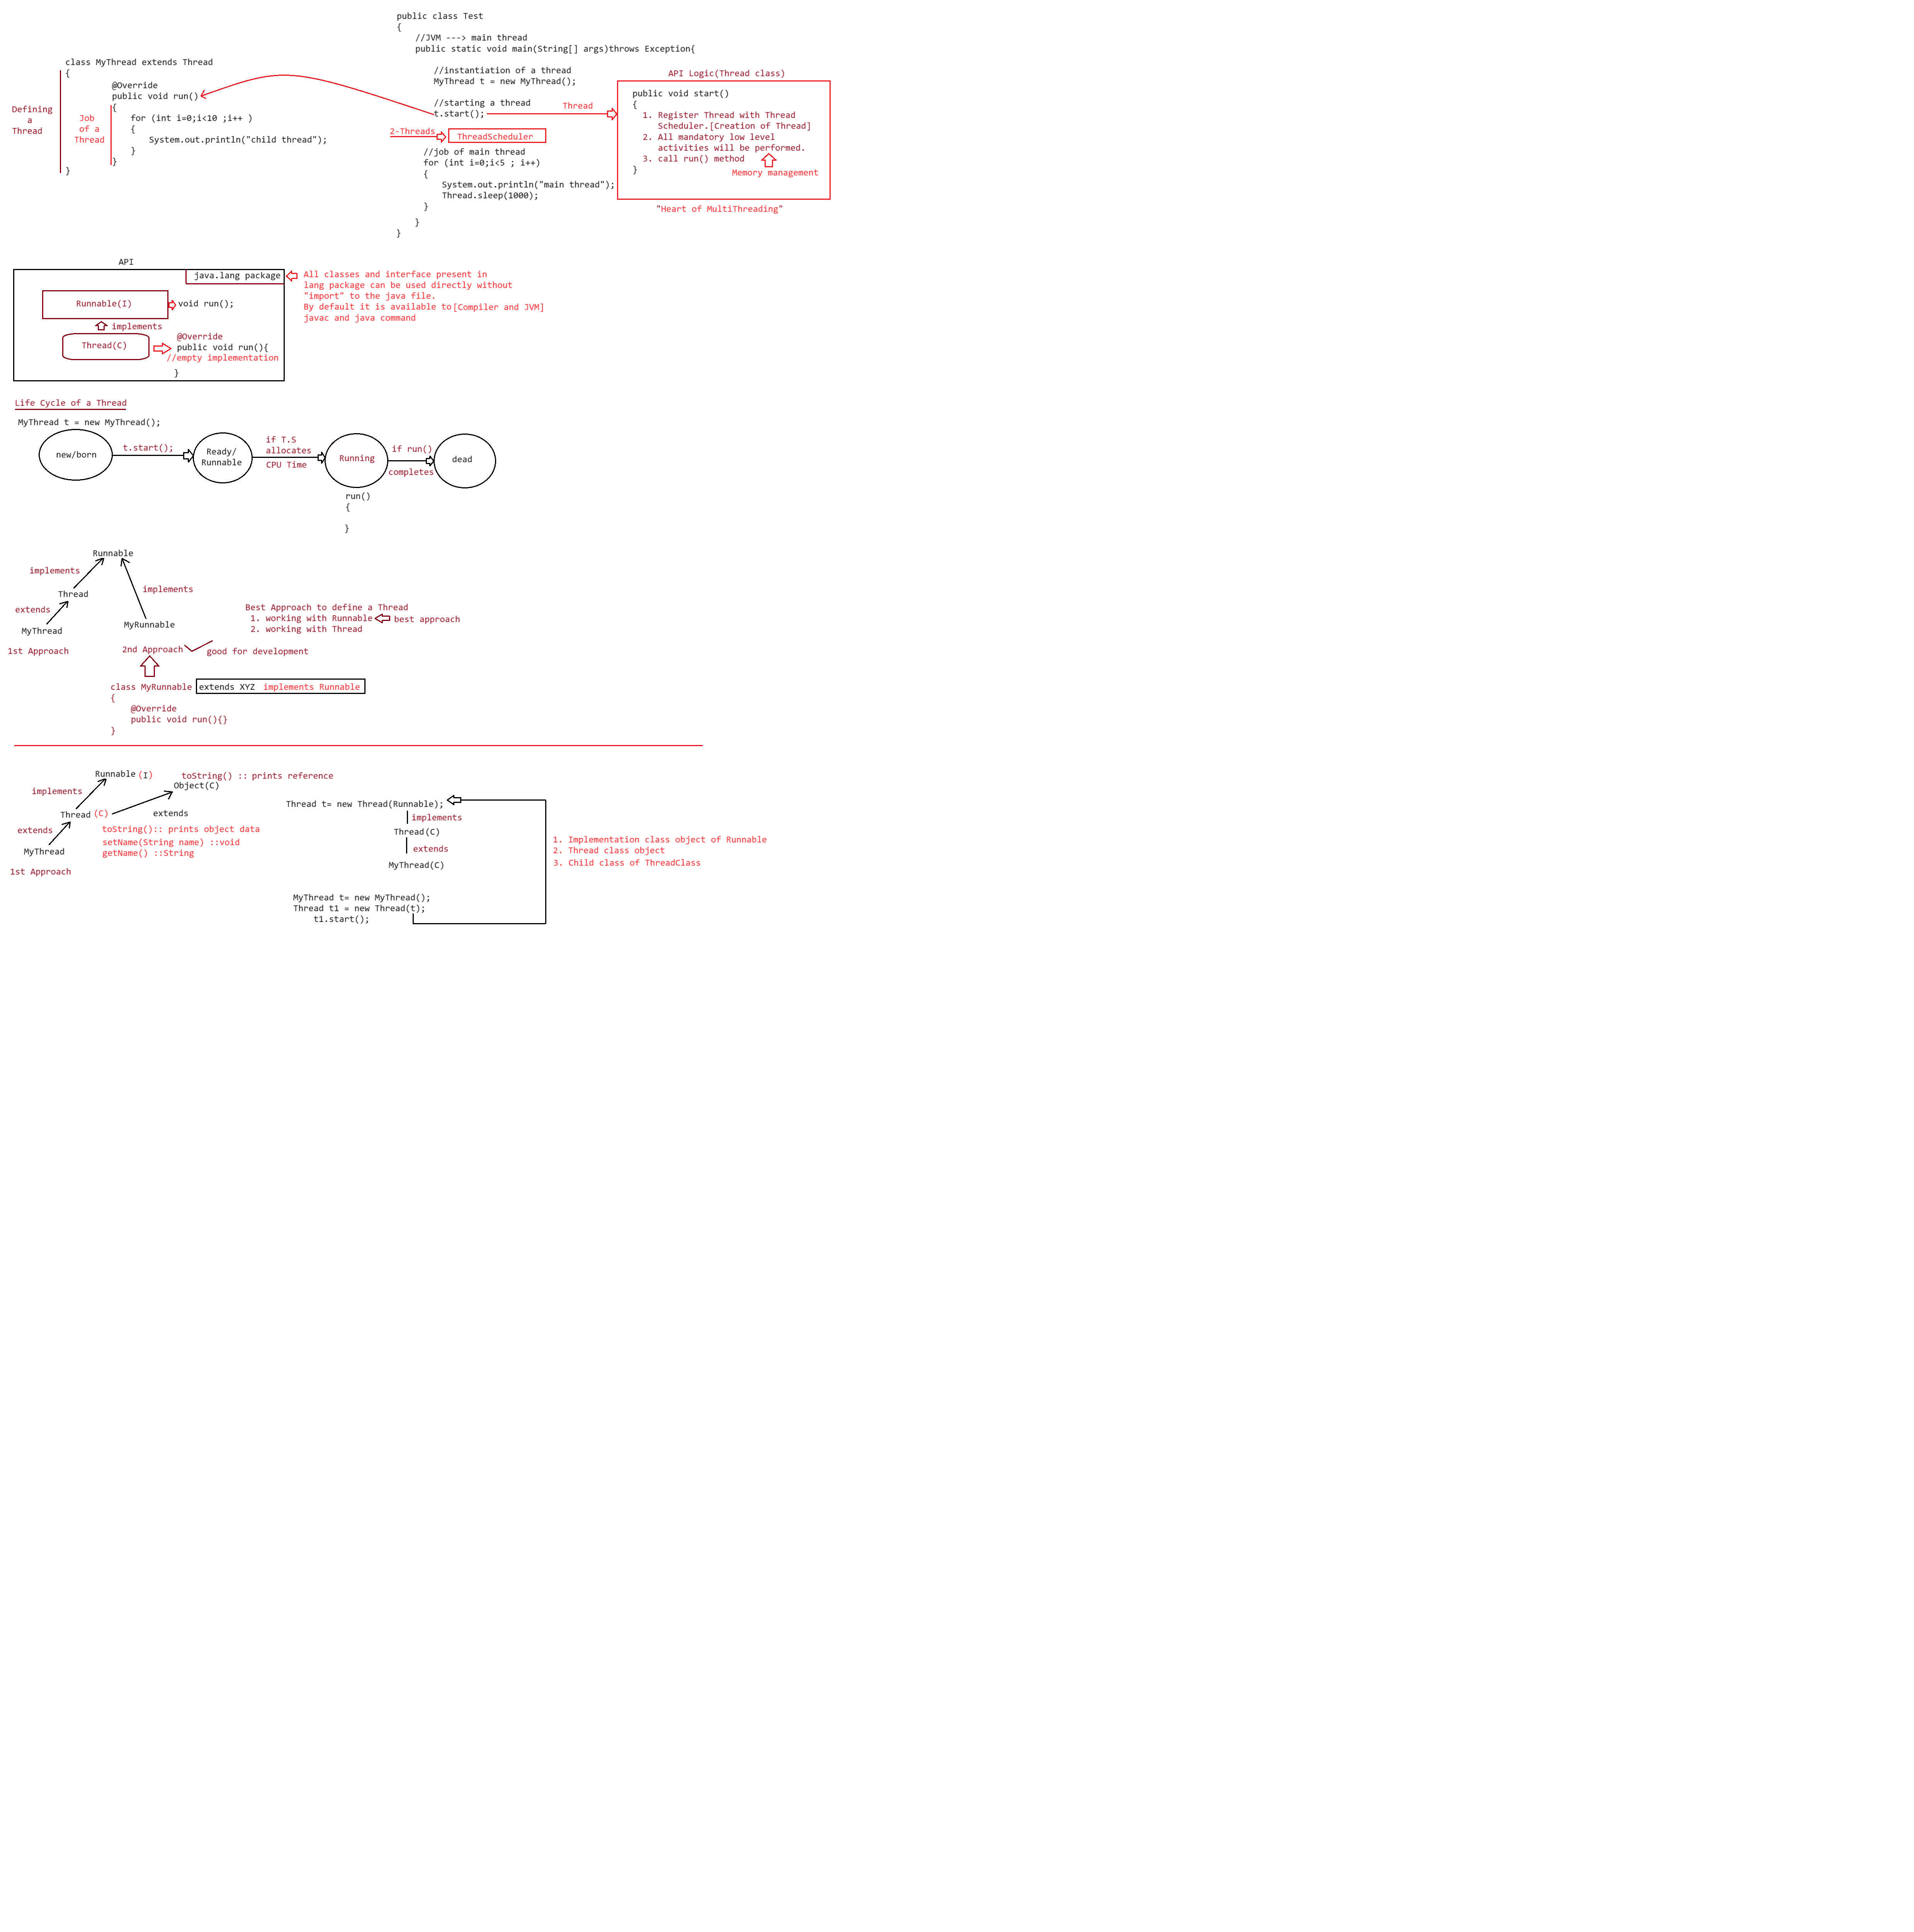 public class Test
{
//JVM ---> main thread
public static void main(String[] args)throws Exception{
//instantiation of a thread
MyThread t = new MyThread();
//starting a thread
t.start();
Thread
2-Threads
ThreadScheduler
//job of main thread
for (int i=0;i<5 ; i++)
{
System.out.println("main thread");
Thread.sleep(1000);
}
}
}
class MyThread extends Thread
{
@Override
public void run()
{
for (int i=0;i<10 ;i++ )
{
System.out.println("child thread");
}
}
}
Defining
a
Thread
Job
of a
Thread
API Logic(Thread class)
public void start()
{
1. Register Thread with Thread
Scheduler.[Creation of Thread]
2. All mandatory low level
activities will be performed.
3. call run() method
}
Memory management
"Heart of MultiThreading"
API
java.lang package
Runnable(I)
void run();
implements
Thread(C)
@Override
public void run(){
//empty implementation
}
All classes and interface present in
lang package can be used directly without
"import" to the java file.
By default it is available to[Compiler and JVM]
javac and java command
Life Cycle of a Thread
MyThread t = new MyThread();
new/born
t.start();
Ready/
Runnable
if T.S
allocates
CPU Time
Running
if run()
completes
dead
run()
{
}
Runnable
implements
Thread
implements
extends
MyThread
MyRunnable
1st Approach
2nd Approach
good for development
Best Approach to define a Thread
1. working with Runnable
best approach
2. working with Thread
class MyRunnable extends XYZ implements Runnable
{
@Override
public void run(){}
}
Runnable (I)
toString() :: prints reference
Object(C)
implements
Thread (C)
extends
extends
toString():: prints object data
setName(String name) ::void
getName() ::String
MyThread
1st Approach
Thread t= new Thread(Runnable);
implements
Thread(C)
extends
MyThread(C)
1. Implementation class object of Runnable
2. Thread class object
3. Child class of ThreadClass
MyThread t= new MyThread();
Thread t1 = new Thread(t);
t1.start();